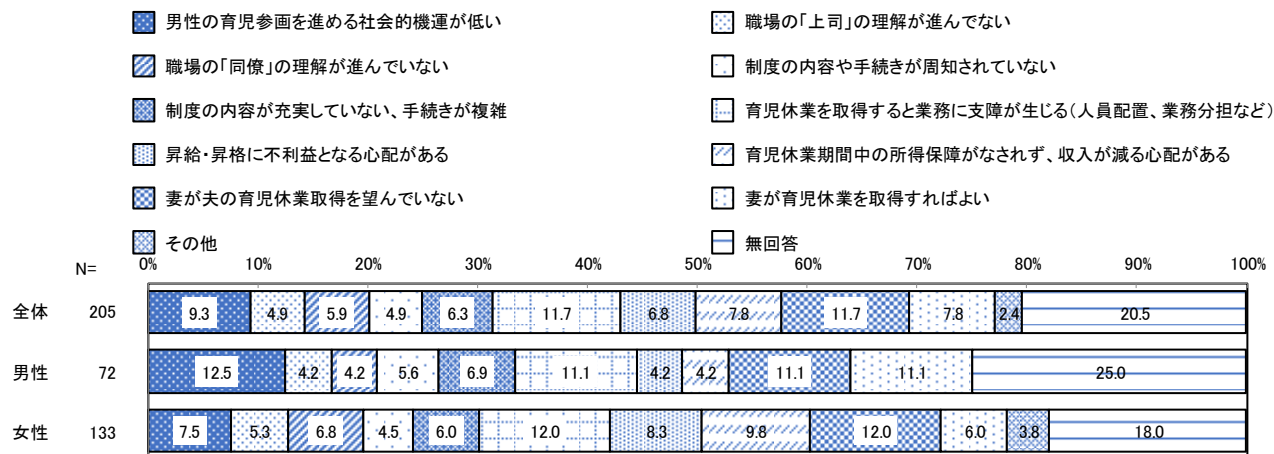 男性の育児参画を進める社会的機運が低い
職場の「上司」の理解が進んでない
職場の「同僚」の理解が進んでいない
制度の内容や手続きが周知されていない
制度の内容が充実していない、手続きが複雑
育児休業を取得すると業務に支障が生じる（人員配置、業務分担など）
昇給・昇格に不利益となる心配がある
育児休業期間中の所得保障がなされず、収入が減る心配がある
妻が夫の育児休業取得を望んでいない
妻が育児休業を取得すればよい
その他
無回答
N=
0% 10% 20% 30% 40% 50% 60% 70% 80% 90% 100%
全体 205 9.3 4.9 5.9 4.9 6.3 11.7 6.8 7.8 11.7 7.8 2.4 20.5
男性 72 12.5 4.2 4.2 5.6 6.9 11.1 4.2 4.2 11.1 11.1 25.0
女性 133 7.5 5.3 6.8 4.5 6.0 12.0 8.3 9.8 12.0 6.0 3.8 18.0